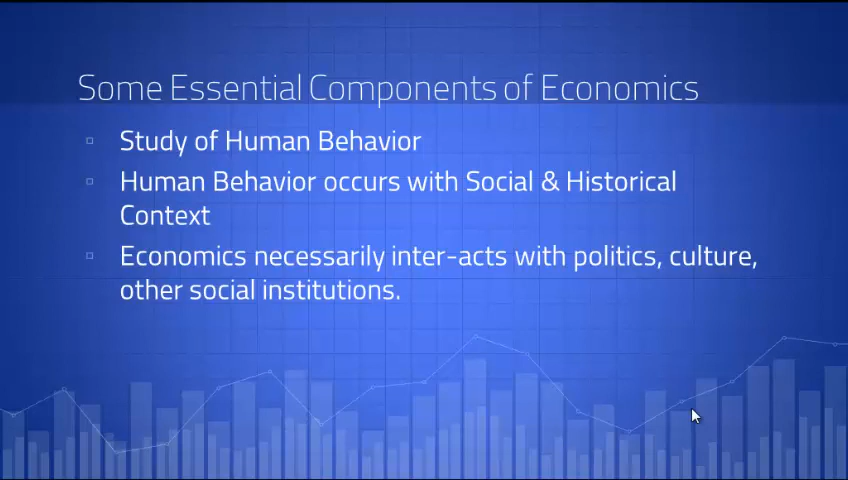 Some Essential Components of Economics
Study of Human Behavior
Human Behavior occurs with Social & Historical
Context
Economics necessarily inter-acts with politics, culture,
other social institutions.